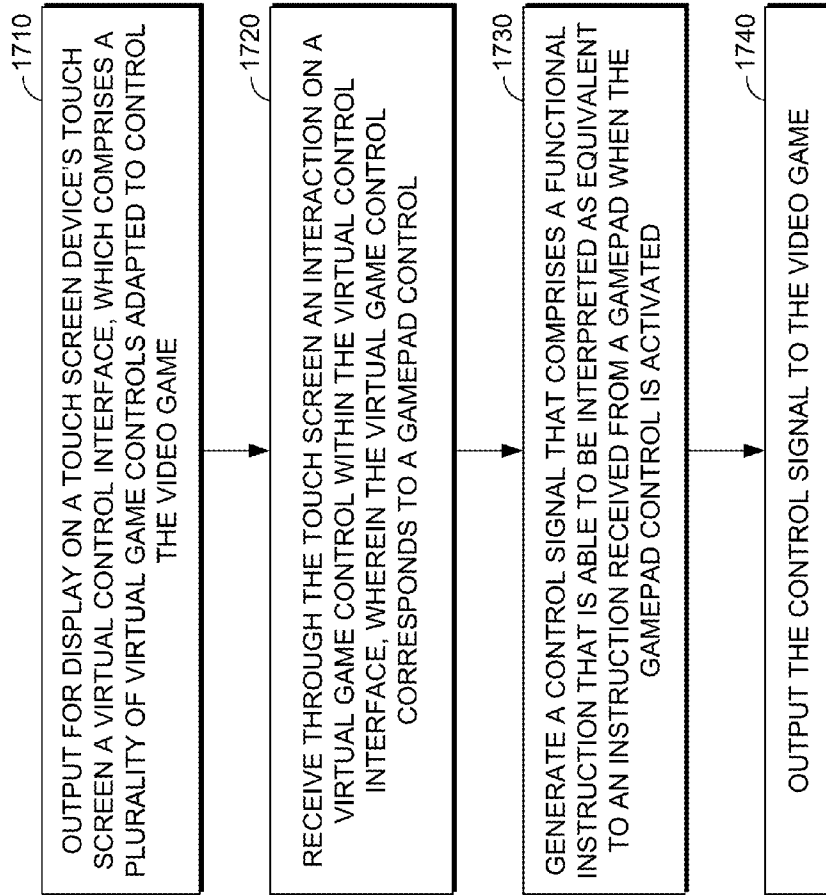 1710
OUTPUT FOR DISPLAY ON A TOUCH SCREEN DEVICE'S TOUCH
SCREEN A VIRTUAL CONTROL INTERFACE, WHICH COMPRISES A
PLURALITY OF VIRTUAL GAME CONTROLS ADAPTED TO CONTROL
THE VIDEO GAME
1720
RECEIVE THROUGH THE TOUCH SCREEN AN INTERACTION ON A
VIRTUAL GAME CONTROL WITHIN THE VIRTUAL CONTROL
INTERFACE, WHEREIN THE VIRTUAL GAME CONTROL
CORRESPONDS TO A GAMEPAD CONTROL
1730
GENERATE A CONTROL SIGNAL THAT COMPRISES A FUNCTIONAL
INSTRUCTION THAT IS ABLE TO BE INTERPRETED AS EQUIVALENT
TO AN INSTRUCTION RECEIVED FROM A GAMEPAD WHEN THE
GAMEPAD CONTROL IS ACTIVATED
1740
OUTPUT THE CONTROL SIGNAL TO THE VIDEO GAME